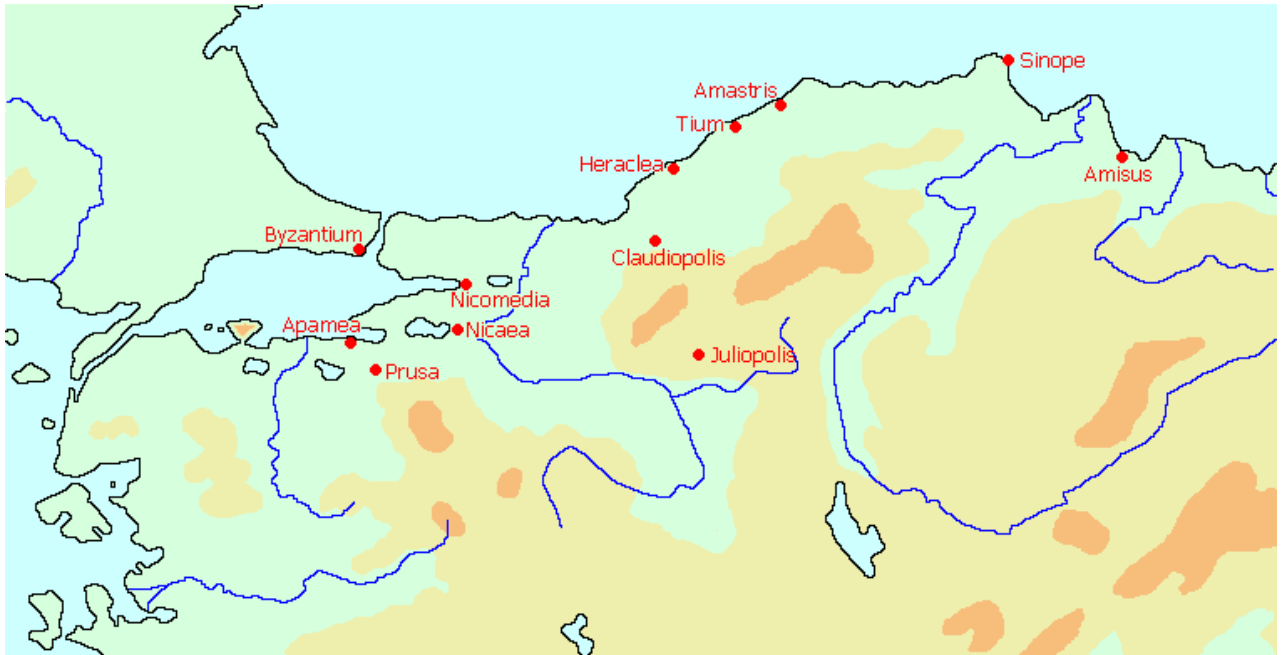 Sinope
Amastris
Tium
Heraclea
Amisus
Byzantium
Claudiopolis
Nicomedia
Apamea
Nicaea
Juliopolis
Prusa